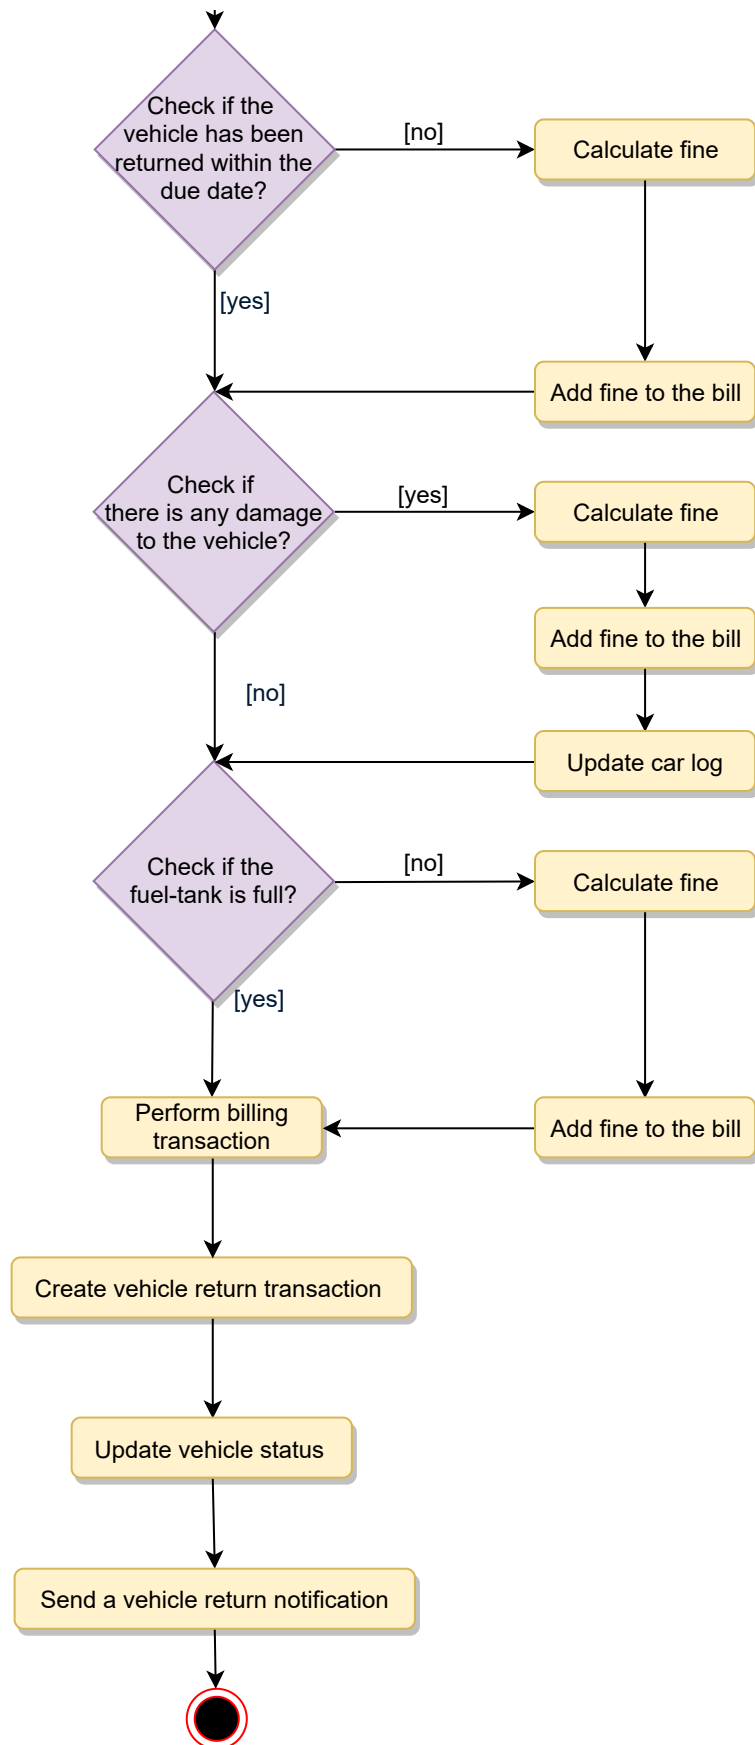 Check if the
vehicle has been
returned within the
due date?
[no]
Calculate fine
[yes]
Add fine to the bill
Check if
there is any damage
to the vehicle?
[yes]
Calculate fine
Add fine to the bill
[no]
Update car log
Check if the
fuel-tank is full?
[no]
Calculate fine
[yes]
Perform billing
transaction
Add fine to the bill
Create vehicle return transaction
Update vehicle status
Send a vehicle return notification